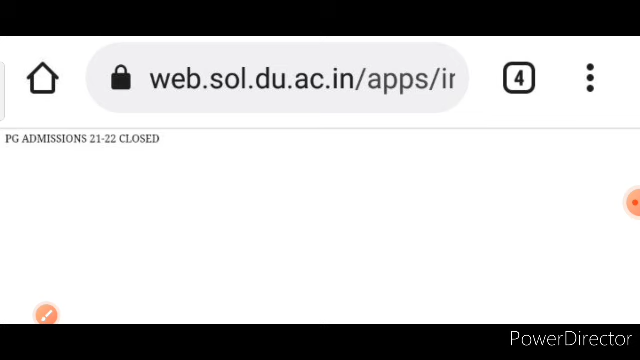 web.sol.du.ac.in/apps/ir
4
PG ADMISSIONS 21-22 CLOSED
PowerDirector